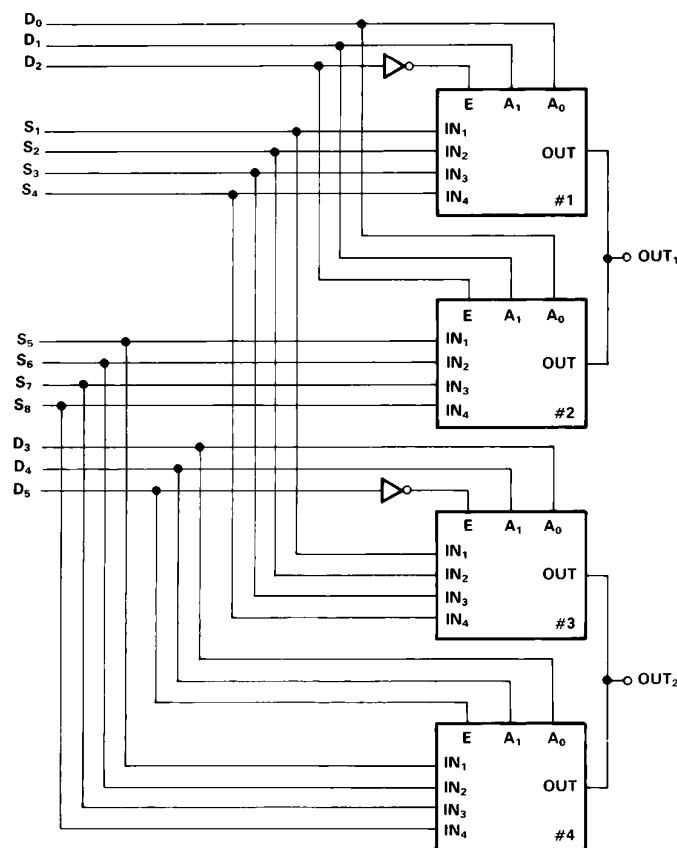 D₀
D₁
D₂
E A₁ A₀
S₁ IN₁
S₂ IN₂ OUT
S₃ IN₃
S₄ IN₄ #1
OUT₁
E A₁ A₀
S₅ IN₁
S₆ IN₂ OUT
S₇ IN₃
S₈ IN₄ #2
D₃
D₄
D₅
E A₁ A₀
IN₁
IN₂ OUT
IN₃
IN₄ #3
OUT₂
E A₁ A₀
IN₁
IN₂ OUT
IN₃
IN₄ #4